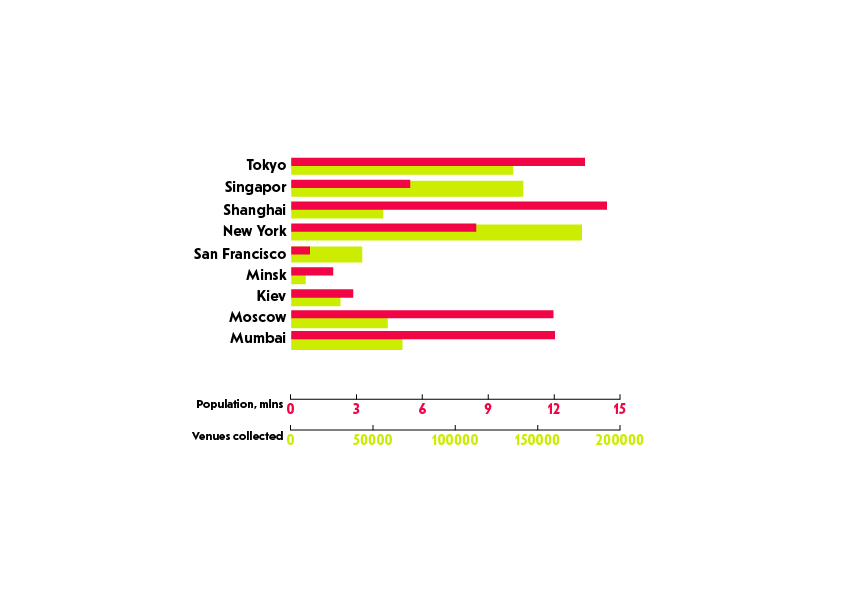 Tokyo
Singapor
Shanghai
New York
San Francisco
Minsk
Kiev
Moscow
Mumbai
Population, mlns 0 3 6 9 12 15
Venues collected 0 50000 100000 150000 200000